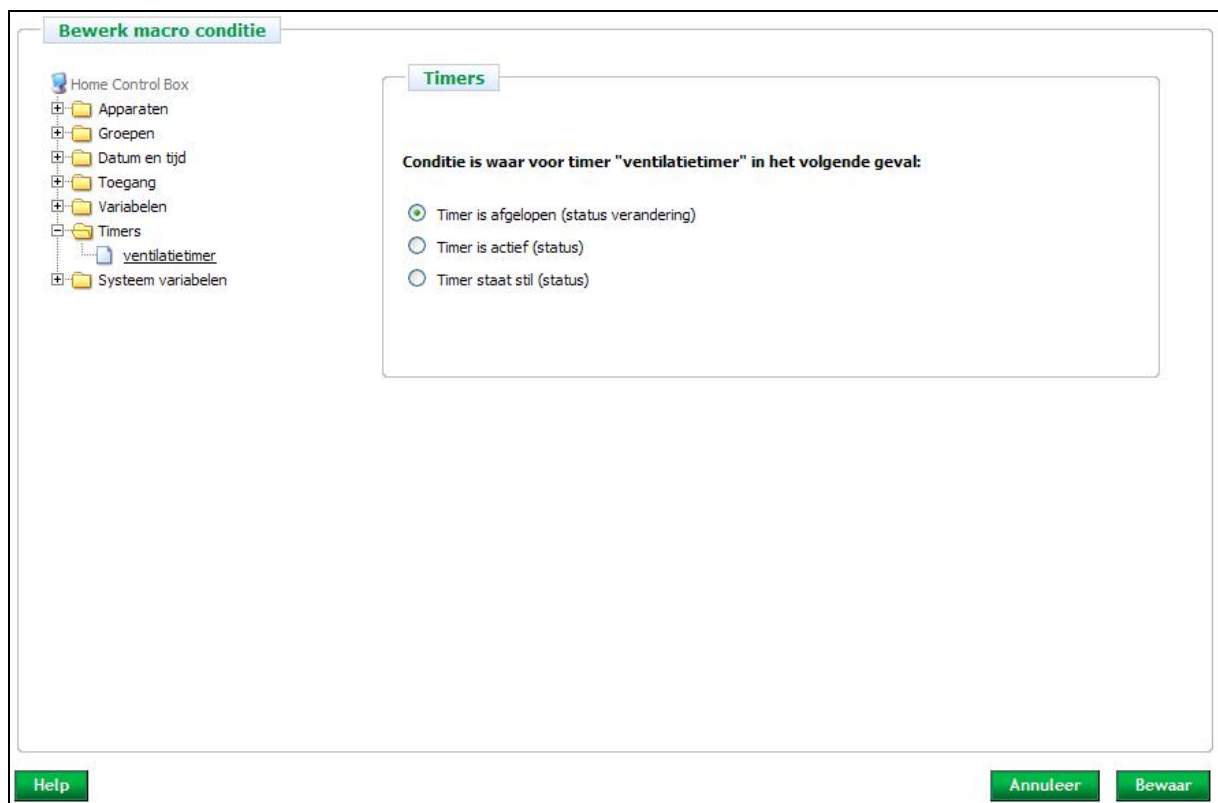 Bewerk macro conditie
Home Control Box
Apparaten
Groepen
Datum en tijd
Toegang
Variabelen
Timers
ventilatietimer
Systeem variabelen
Timers
Conditie is waar voor timer "ventilatietimer" in het volgende geval:
Timer is afgelopen (status verandering)
Timer is actief (status)
Timer staat stil (status)
Help
Annuleer
Bewaar